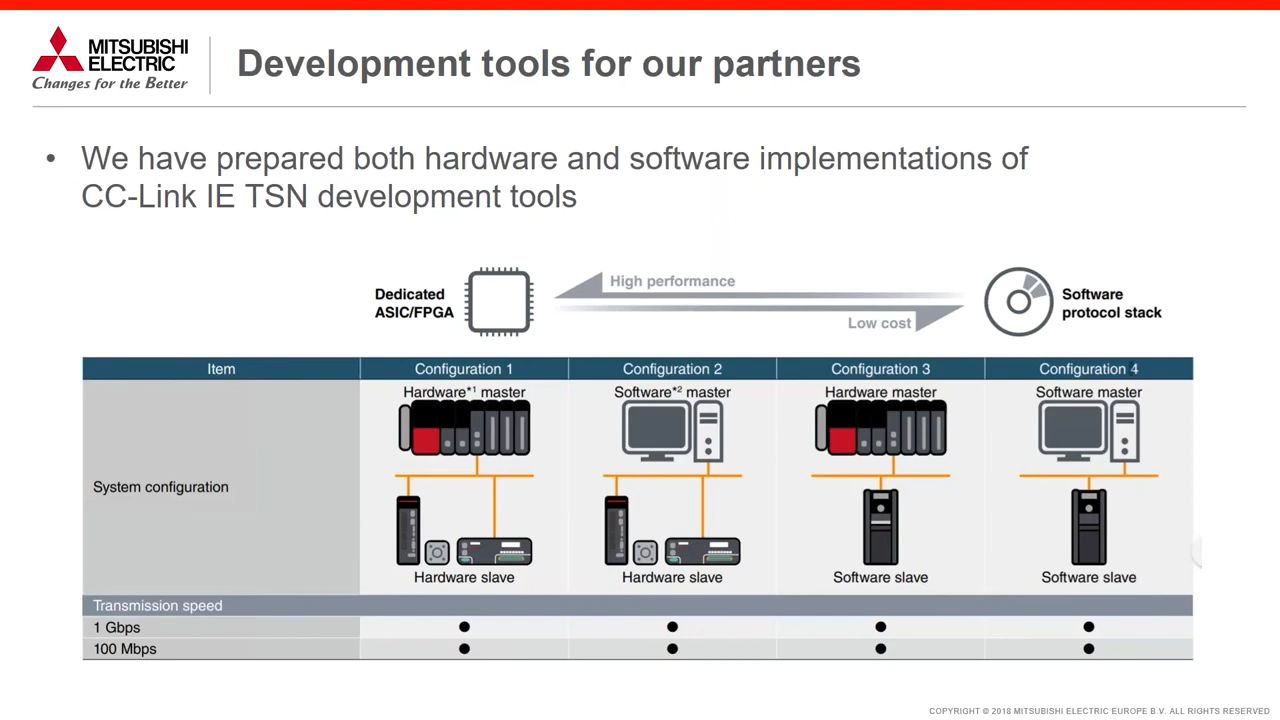 MITSUBISHI
ELECTRIC
Changes for the Better
Development tools for our partners
• We have prepared both hardware and software implementations of
CC-Link IE TSN development tools
Dedicated
ASIC/FPGA
High performance
Low cost
Software
protocol stack
Item Configuration 1 Configuration 2 Configuration 3 Configuration 4
Hardware*1 master Software*2 master Hardware master Software master
System configuration
Hardware slave Hardware slave Software slave Software slave
Transmission speed
1 Gbps ● ● ● ●
100 Mbps ● ● ● ●
COPYRIGHT © 2018 MITSUBISHI ELECTRIC EUROPE B.V. ALL RIGHTS RESERVED